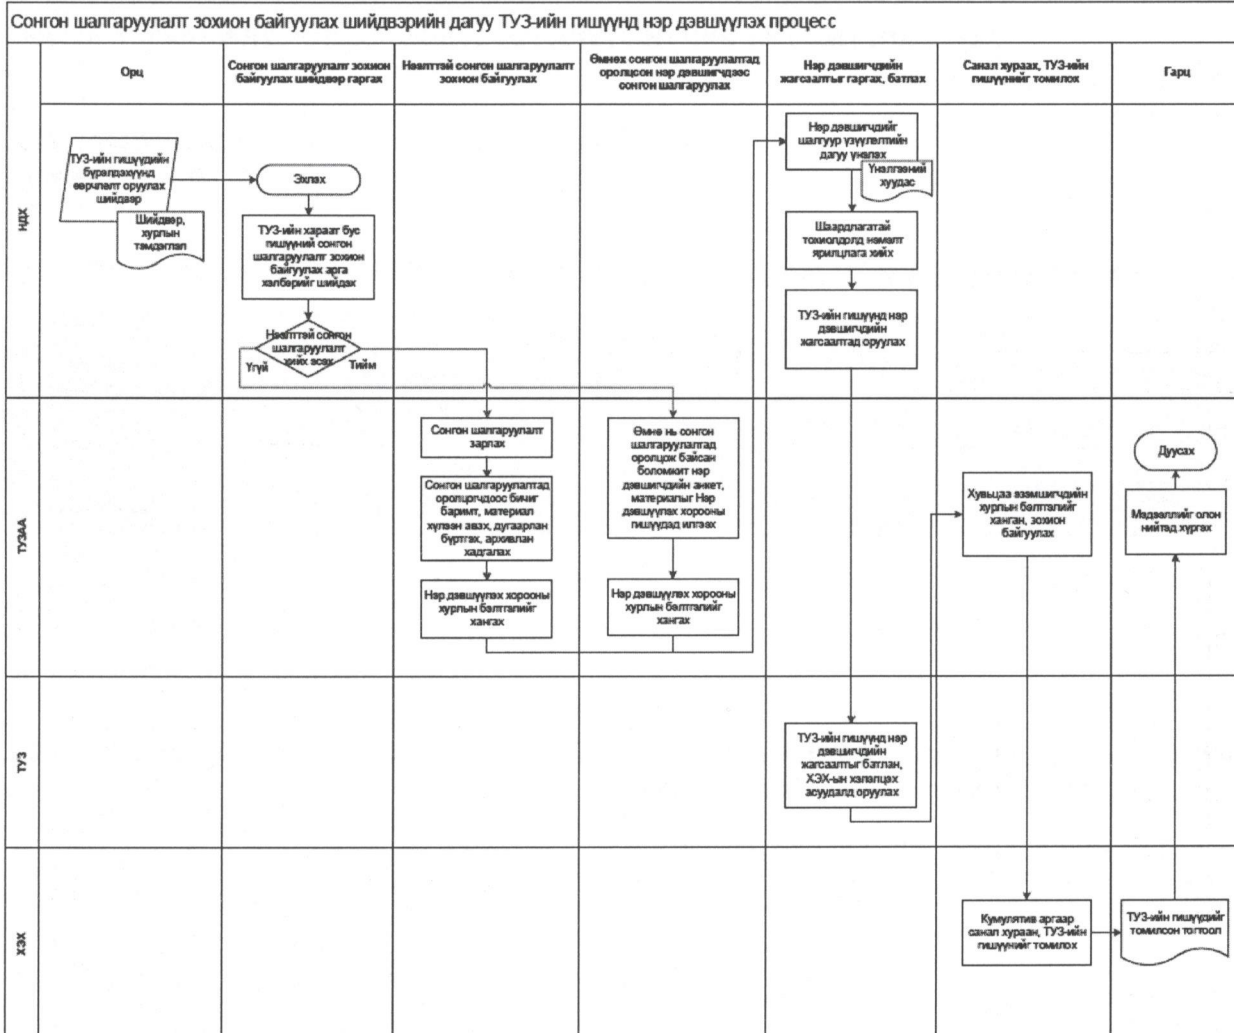 Сонгон шалгаруулалт зохион байгуулах шийдвэрийн дагуу ТУЗ-ийн гишүүнд нэр дэвшүүлэх процесс
Орц
Сонгон шалгаруулалт зохион
байгуулах шийдвэр гаргах
Нээлттэй сонгон шалгаруулалт
зохион байгуулах
Өмнөх сонгон шалгаруулалтад
оролцсон нэр дэвшигчдээс
сонгон шалгаруулах
Нэр дэвшигчдийн
жагсаалтыг гаргах, батлах
Санал хураах, ТУЗ-ийн
гишүүнийг томилох
Гарц
НДХ
ТУЗ-ийн гишүүдийн
бүрэлдэхүүнд
өөрчлөлт оруулах
шийдвэр
Шийдвэр,
хурлын
тэмдэглэл
Эхлэх
ТУЗ-ийн хараат бус
гишүүний сонгон
шалгаруулалт зохион
байгуулах арга
хэлбэрийг шийдэх
Нээлттэй сонгон
шалгаруулалт
хийх эсэх
Үгүй
Тийм
Нэр дэвшигчдийг
шалгуур үзүүлэлтийн
дагуу үнэлэх
Үнэлгээний
хуудас
Шаардлагатай
тохиолдолд нэмэлт
ярилцлага хийх
ТУЗ-ийн гишүүнд нэр
дэвшигчдийн
жагсаалтад оруулах
ТУЗАА
Сонгон шалгаруулалт
зарлах
Сонгон шалгаруулалтад
оролцогчдоос бичиг
баримт, материал
хүлээн авах, дугаарлан
бүртгэх, архивлан
хадгалах
Нэр дэвшүүлэх хорооны
хурлын бэлтгэлийг
хангах
Өмнө нь сонгон
шалгаруулалтад
оролцож байсан
боломжит нэр
дэвшигчдийн анкет,
материалыг Нэр
дэвшүүлэх хорооны
гишүүдэд илгээх
Нэр дэвшүүлэх хорооны
хурлын бэлтгэлийг
хангах
Хувьцаа эзэмшигчдийн
хурлын бэлтгэлийг
ханган, зохион
байгуулах
Дуусах
Мэдээллийг олон
нийтэд хүргэх
ТУЗ
ТУЗ-ийн гишүүнд нэр
дэвшигчдийн
жагсаалтыг батлан,
ХЭХ-ын хэлэлцэх
асуудалд оруулах
ХЭХ
Кумулятив аргаар
санал хураан, ТУЗ-ийн
гишүүнийг томилох
ТУЗ-ийн гишүүдийг
томилсон тогтоол